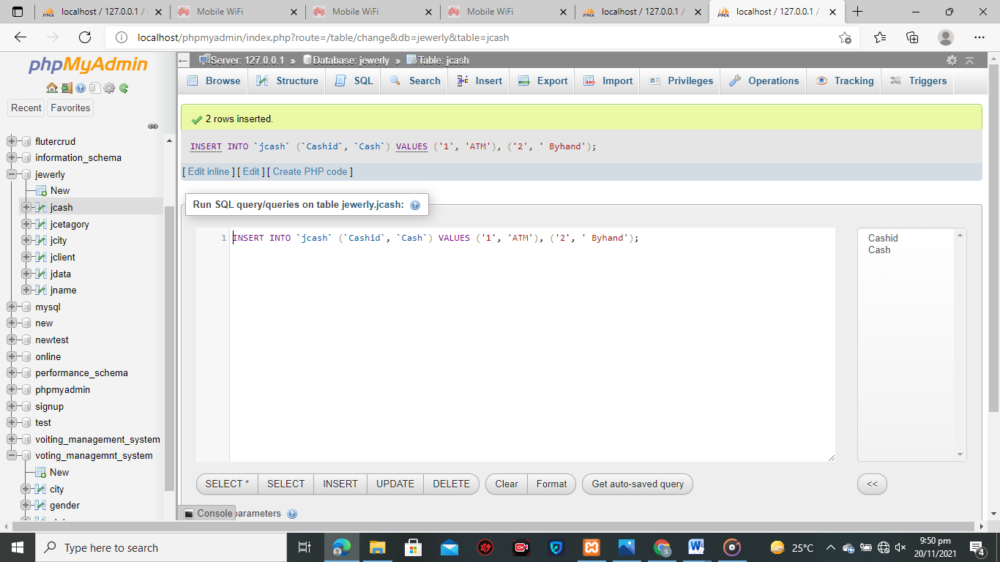 localhost / 127.0.0.1 / v
Mobile WiFi
Mobile WiFi
Mobile WiFi
localhost / 127.0.0.1 /
localhost / 127.0.0.1 / j
localhost/phpmyadmin/index.php?route=/table/change&db=jewerly&table=jcash
phpMyAdmin
Recent
Favorites
flutercrud
information_schema
jewerly
New
jcash
jcetagory
jcity
jclient
jdata
jname
mysql
new
newtest
online
performance_schema
phpmyadmin
signup
test
voiting_management_system
voting_managemnt_system
New
city
gender
Server: 127.0.0.1 » Database: jewerly » Table: jcash
Browse Structure SQL Search Insert Export Import Privileges Operations Tracking Triggers
2 rows inserted.
INSERT INTO `jcash` (`Cashid`, `Cash`) VALUES ('1', 'ATM'), ('2', ' Byhand');
[ Edit inline ] [ Edit ] [ Create PHP code ]
Run SQL query/queries on table jewerly.jcash:
1 INSERT INTO `jcash` (`Cashid`, `Cash`) VALUES ('1', 'ATM'), ('2', ' Byhand');
Cashid
Cash
SELECT * SELECT INSERT UPDATE DELETE Clear Format Get auto-saved query <<
Console parameters
Type here to search
25°C
9:50 pm
20/11/2021
4